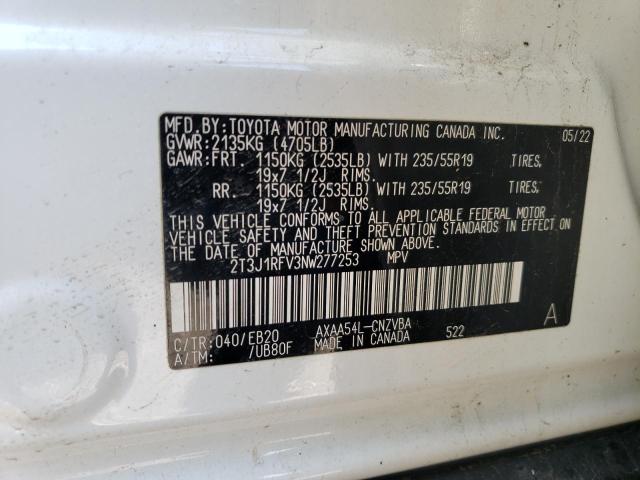 MFD.BY:TOYOTA MOTOR MANUFACTURING CANADA INC. 05/22
GVWR:2135KG (4705LB)
GAWR:FRT. 1150KG (2535LB) WITH 235/55R19 TIRES,
19x7 1/2J RIMS.
RR. 1150KG (2535LB) WITH 235/55R19 TIRES,
19x7 1/2J RIMS.
THIS VEHICLE CONFORMS TO ALL APPLICABLE FEDERAL MOTOR
VEHICLE SAFETY AND THEFT PREVENTION STANDARDS IN EFFECT ON
THE DATE OF MANUFACTURE SHOWN ABOVE.
2T3J1RFV3NW277253 MPV
C/TR:040/EB20 AXAA54L-CNZVBA 522 A
A/TM: /UB80F MADE IN CANADA